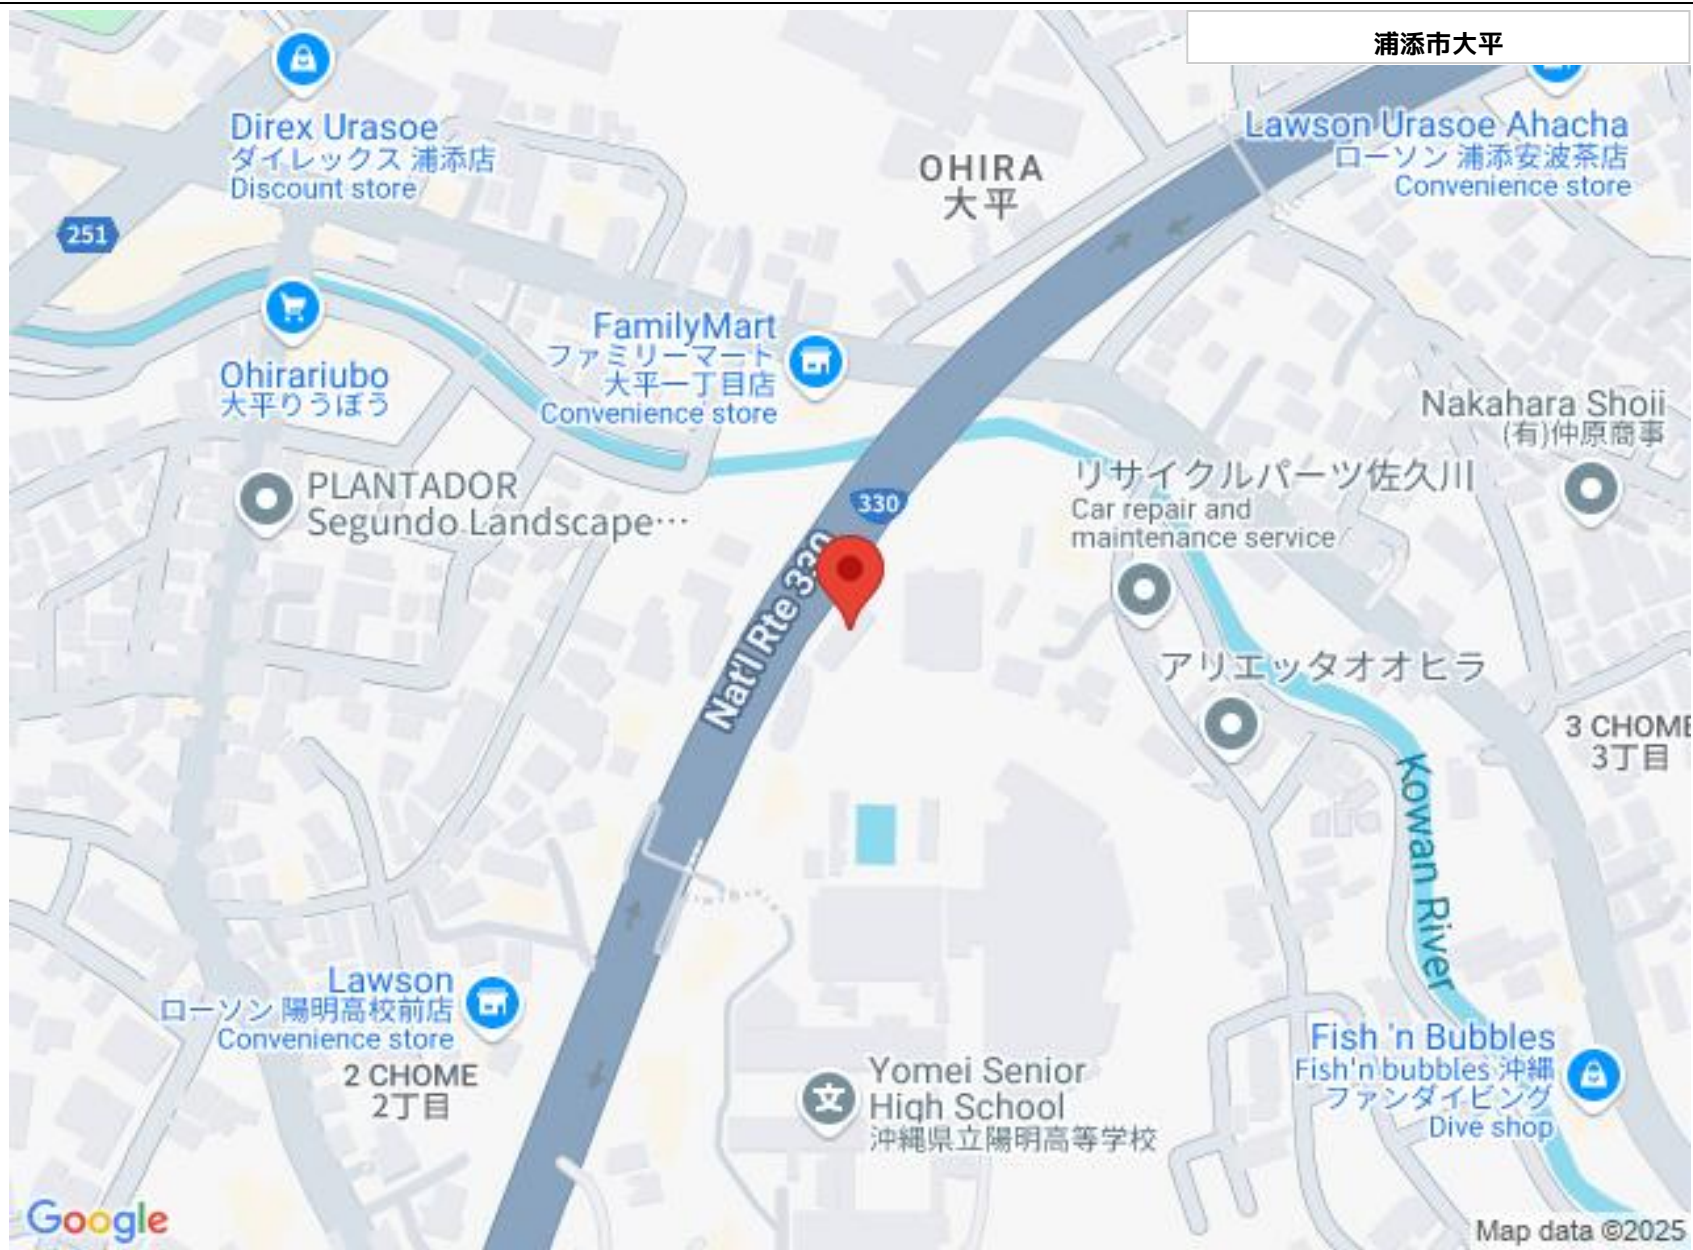 浦添市大平
Direx Urasoe
ダイレックス 浦添店
Discount store
Lawson Urasoe Ahacha
ローソン 浦添安波茶店
Convenience store
OHIRA
大平
251
FamilyMart
ファミリーマート
大平一丁目店
Convenience store
Ohirariubo
大平りうぼう
Nakahara Shoji
(有)仲原商事
PLANTADOR
Segundo Landscape…
リサイクルパーツ佐久川
Car repair and
maintenance service
330
Nat'l Rte 330
アリエッタオオヒラ
3 CHOME
3丁目
Kowan River
Lawson
ローソン 陽明高校前店
Convenience store
2 CHOME
2丁目
Yomei Senior
High School
沖縄県立陽明高等学校
文
Fish 'n Bubbles
Fish'n bubbles 沖縄
ファンダイビング
Dive shop
Google
Map data ©2025